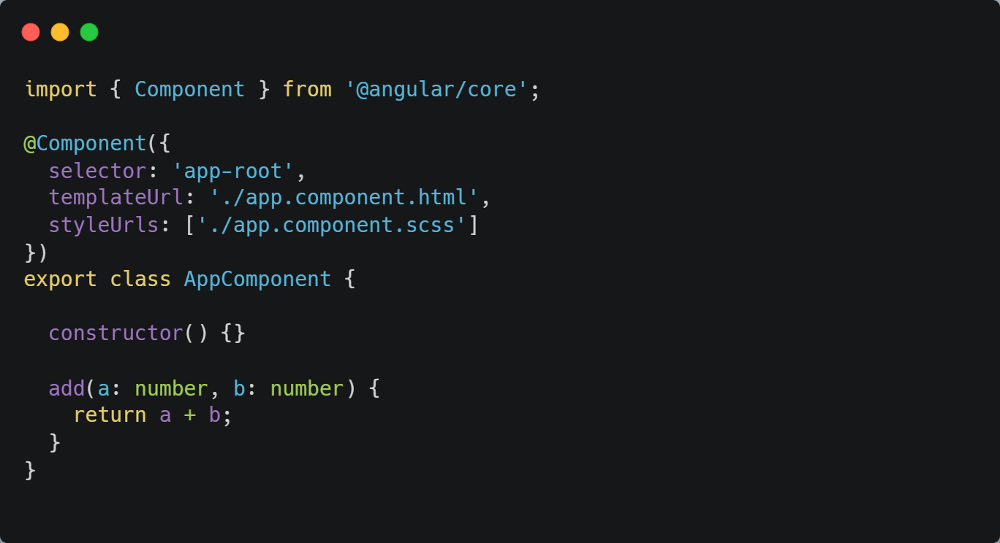 import { Component } from '@angular/core';

@Component({
  selector: 'app-root',
  templateUrl: './app.component.html',
  styleUrls: ['./app.component.scss']
})
export class AppComponent {

  constructor() {}

  add(a: number, b: number) {
    return a + b;
  }
}